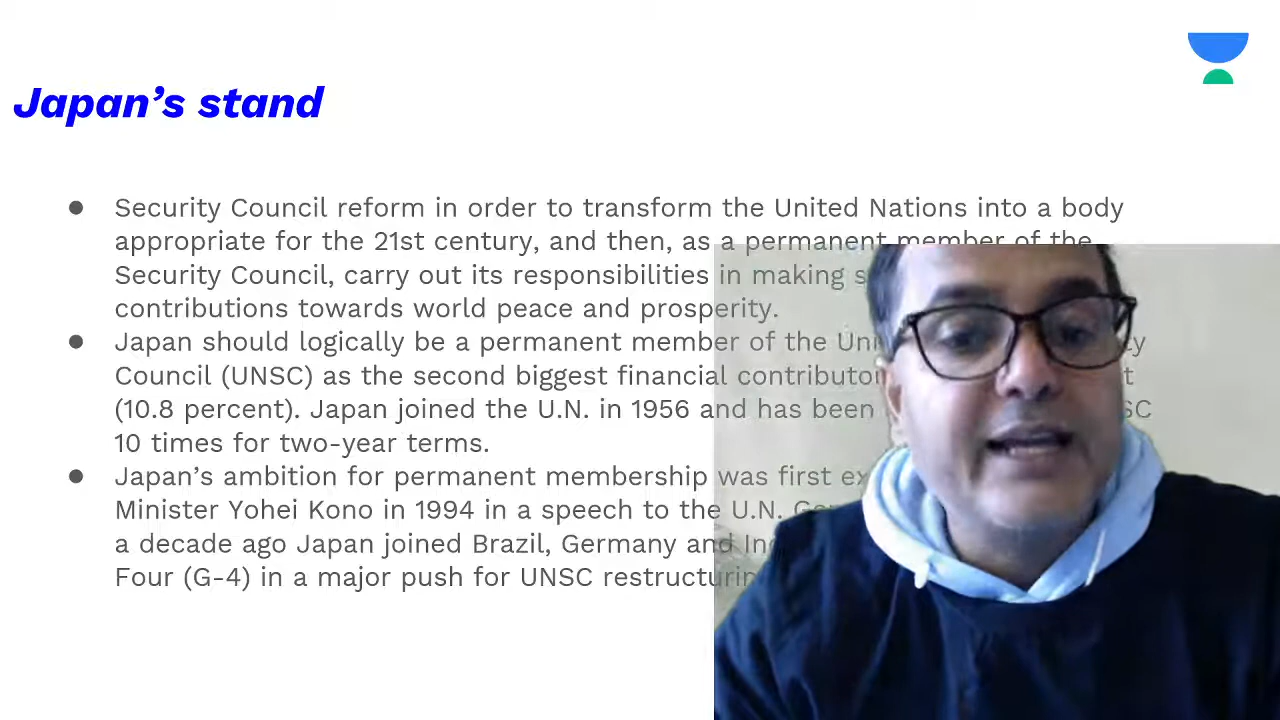 Japan's stand
● Security Council reform in order to transform the United Nations into a body
appropriate for the 21st century, and then, as a permanent member of the
Security Council, carry out its responsibilities in making
contributions towards world peace and prosperity.
● Japan should logically be a permanent member of the
Council (UNSC) as the second biggest financial
(10.8 percent). Japan joined the U.N. in 1956 and has been
10 times for two-year terms.
● Japan's ambition for permanent membership was first
Minister Yohei Kono in 1994 in a speech to the U.N.
a decade ago Japan joined Brazil, Germany and
Four (G-4) in a major push for UNSC